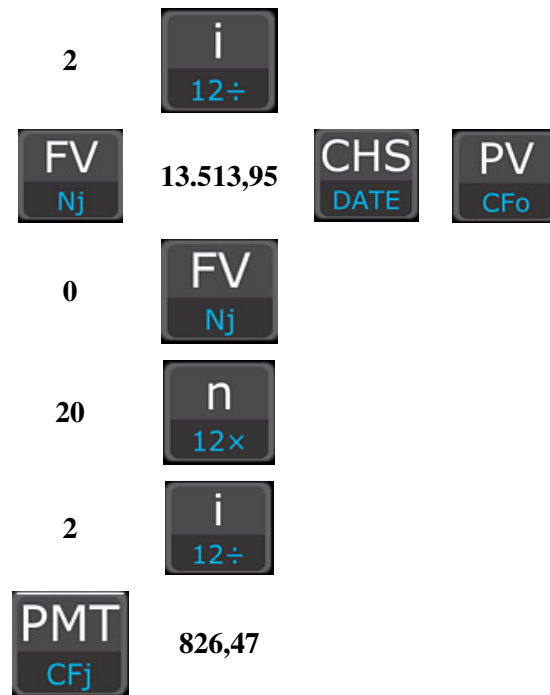 2 i
12÷
FV 13.513,95 CHS PV
Nj DATE CFo
0 FV
Nj
20 n
12×
2 i
12÷
PMT 826,47
CFj